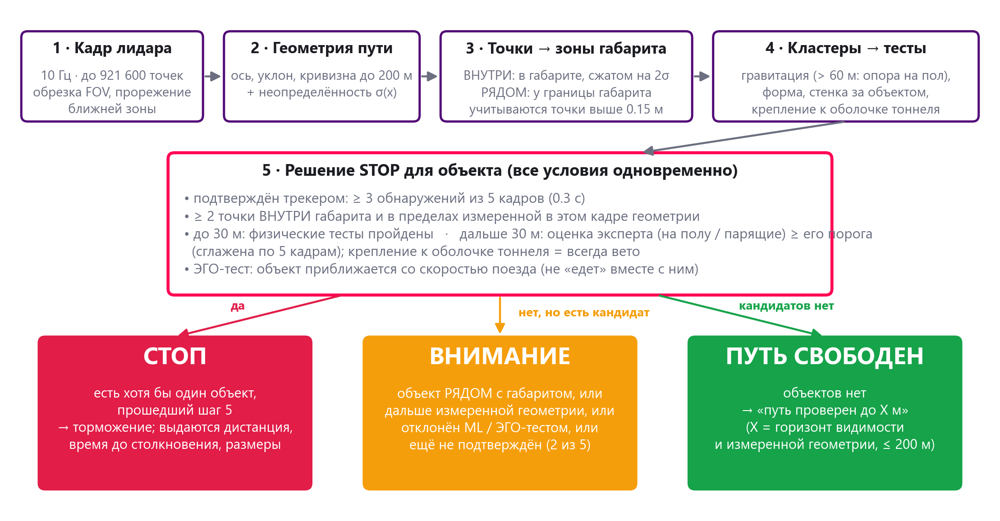 1 · Кадр лидара
10 Гц · до 921 600 точек
обрезка FOV, прорежение
ближней зоны
2 · Геометрия пути
ось, уклон, кривизна до 200 м
+ неопределённость σ(x)
3 · Точки → зоны габарита
ВНУТРИ: в габарите, сжатом на 2σ
РЯДОМ: у границы габарита
учитываются точки выше 0.15 м
4 · Кластеры → тесты
гравитация (> 60 м: опора на пол),
форма, стенка за объектом,
крепление к оболочке тоннеля
5 · Решение STOP для объекта (все условия одновременно)
• подтверждён трекером: ≥ 3 обнаружений из 5 кадров (0.3 с)
• ≥ 2 точки ВНУТРИ габарита и в пределах измеренной в этом кадре геометрии
• до 30 м: физические тесты пройдены · дальше 30 м: оценка эксперта (на полу / парящие) ≥ его порога
(сглажена по 5 кадрам); крепление к оболочке тоннеля = всегда вето
• ЭГО-тест: объект приближается со скоростью поезда (не «едет» вместе с ним)
да
нет, но есть кандидат
кандидатов нет
СТОП
есть хотя бы один объект,
прошедший шаг 5
→ торможение; выдаются дистанция,
время до столкновения, размеры
ВНИМАНИЕ
объект РЯДОМ с габаритом, или
дальше измеренной геометрии, или
отклонён ML / ЭГО-тестом, или
ещё не подтверждён (2 из 5)
ПУТЬ СВОБОДЕН
объектов нет
→ «путь проверен до X м»
(X = горизонт видимости
и измеренной геометрии, ≤ 200 м)